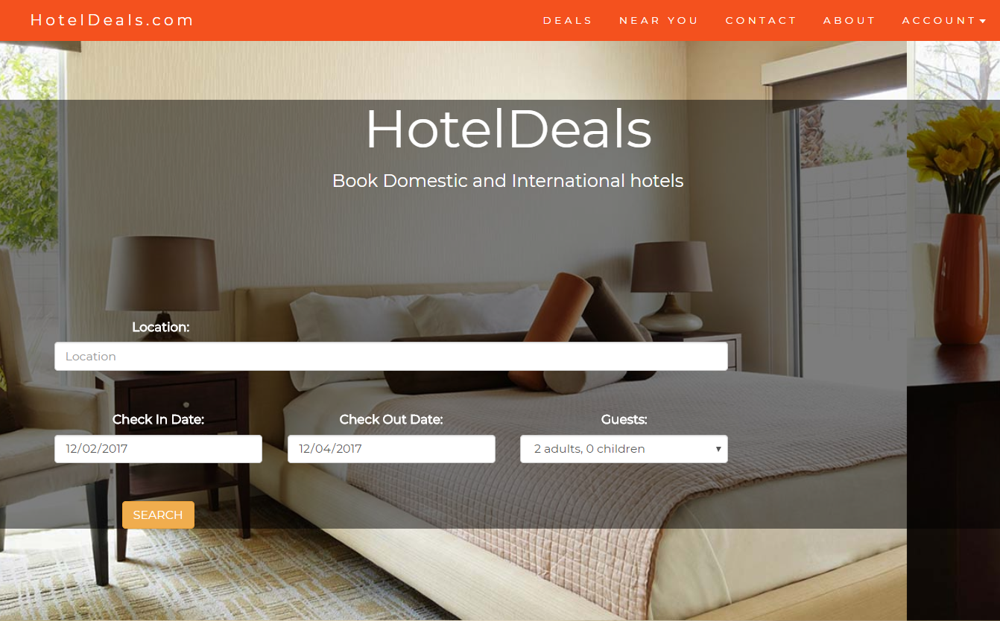 HotelDeals.com DEALS NEAR YOU CONTACT ABOUT ACCOUNT
HotelDeals
Book Domestic and International hotels
Location:
Location
Check In Date: Check Out Date: Guests:
12/02/2017 12/04/2017 2 adults, 0 children
SEARCH